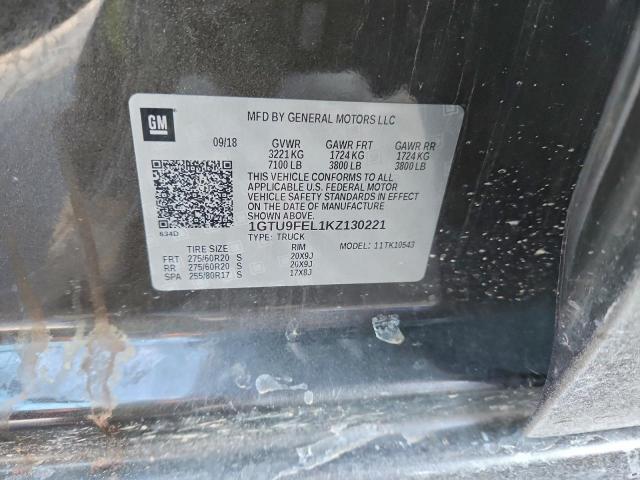 GM
MFD BY GENERAL MOTORS LLC
09/18 GVWR GAWR FRT GAWR RR
3221 KG 1724 KG 1724 KG
7100 LB 3800 LB 3800 LB
THIS VEHICLE CONFORMS TO ALL
APPLICABLE U.S. FEDERAL MOTOR
VEHICLE SAFETY STANDARDS IN EFFECT
ON THE DATE OF MANUFACTURE
SHOWN ABOVE.
1GTU9FEL1KZ130221
634D TYPE: TRUCK MODEL: 11TK10543
TIRE SIZE RIM
FRT 275/60R20 S 20X9J
RR 275/60R20 S 20X9J
SPA 255/80R17 S 17X8J